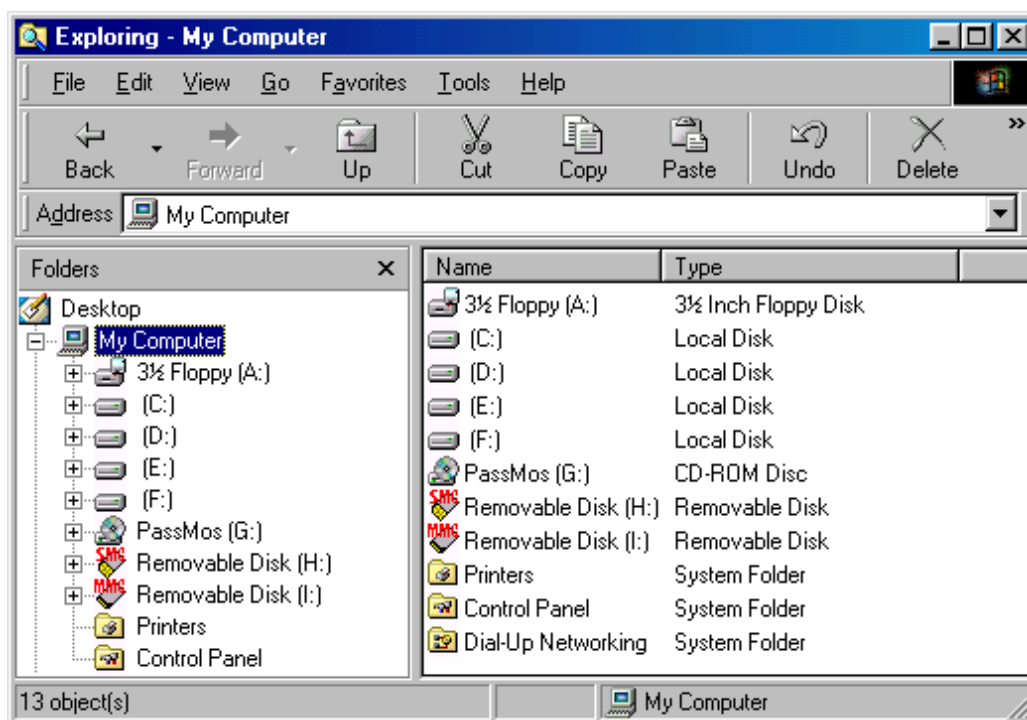 Exploring - My Computer
File Edit View Go Favorites Tools Help
Back Forward Up Cut Copy Paste Undo Delete »
Address My Computer
Folders
Desktop
My Computer
3½ Floppy (A:)
(C:)
(D:)
(E:)
(F:)
PassMos (G:)
SMC Removable Disk (H:)
MMC Removable Disk (I:)
Printers
Control Panel
Name Type
3½ Floppy (A:) 3½ Inch Floppy Disk
(C:) Local Disk
(D:) Local Disk
(E:) Local Disk
(F:) Local Disk
PassMos (G:) CD-ROM Disc
SMC Removable Disk (H:) Removable Disk
MMC Removable Disk (I:) Removable Disk
Printers System Folder
Control Panel System Folder
Dial-Up Networking System Folder
13 object(s) My Computer